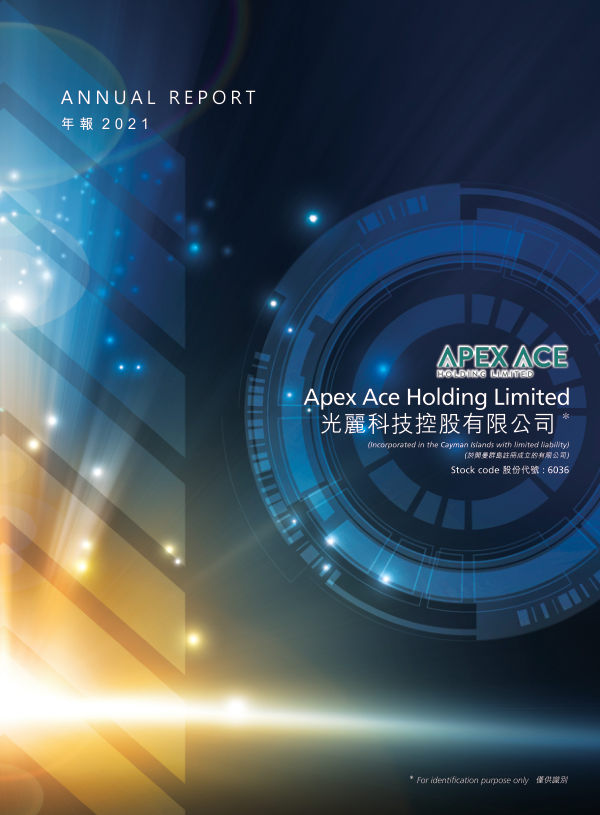 ANNUAL REPORT
年報 2021
APEX ACE
HOLDING LIMITED
Apex Ace Holding Limited
光麗科技控股有限公司 *
(Incorporated in the Cayman Islands with limited liability)
(於開曼群島註冊成立的有限公司)
Stock code 股份代號 : 6036
* For identification purpose only 僅供識別